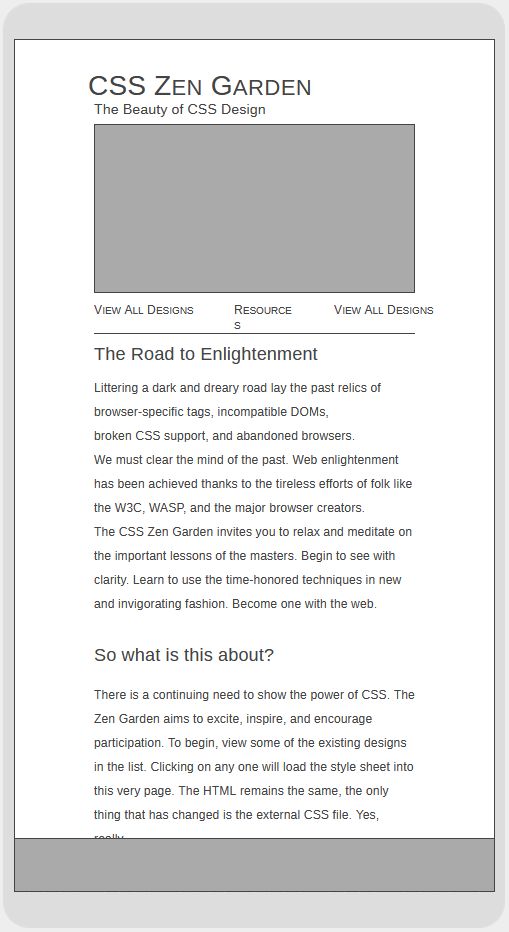 CSS Zen Garden
The Beauty of CSS Design
View All Designs
Resource
s
View All Designs
The Road to Enlightenment
Littering a dark and dreary road lay the past relics of
browser-specific tags, incompatible DOMs,
broken CSS support, and abandoned browsers.
We must clear the mind of the past. Web enlightenment
has been achieved thanks to the tireless efforts of folk like
the W3C, WASP, and the major browser creators.
The CSS Zen Garden invites you to relax and meditate on
the important lessons of the masters. Begin to see with
clarity. Learn to use the time-honored techniques in new
and invigorating fashion. Become one with the web.
So what is this about?
There is a continuing need to show the power of CSS. The
Zen Garden aims to excite, inspire, and encourage
participation. To begin, view some of the existing designs
in the list. Clicking on any one will load the style sheet into
this very page. The HTML remains the same, the only
thing that has changed is the external CSS file. Yes,
really.